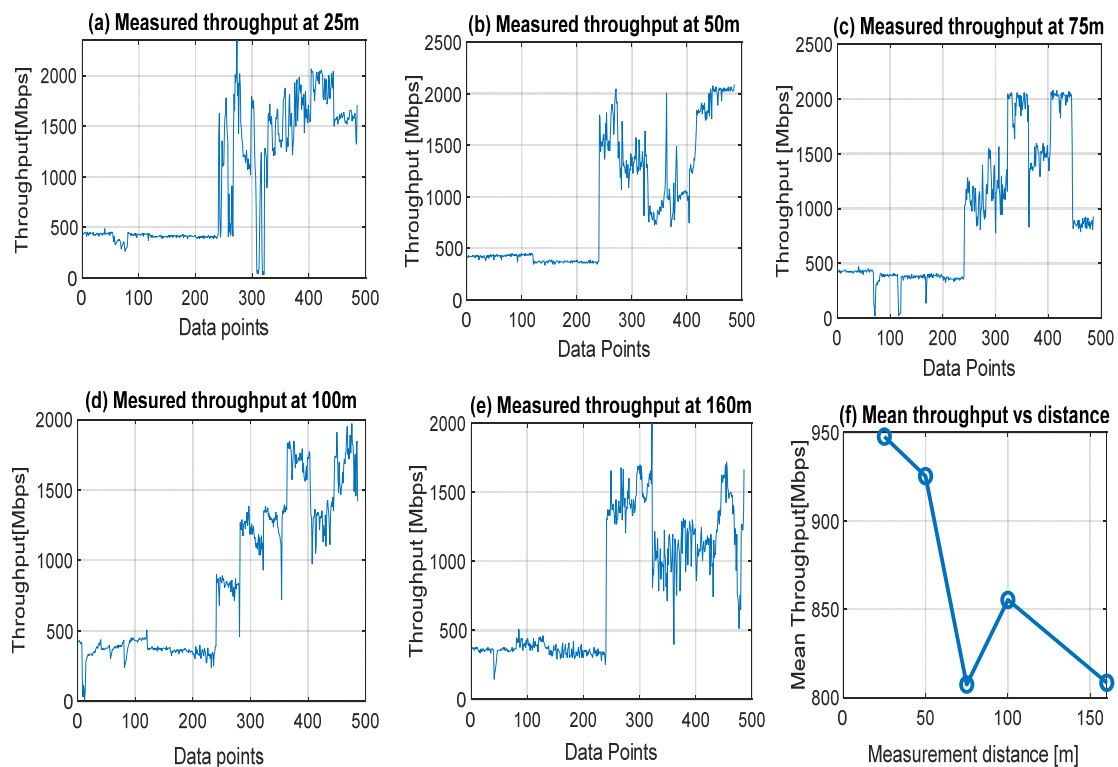 (a) Measured throughput at 25m
Throughput[Mbps]
2000
1500
1000
500
0
0 100 200 300 400 500
Data points
(b) Measured throughput at 50m
Throughput [Mbps]
2500
2000
1500
1000
500
0
0 100 200 300 400 500
Data Points
(c) Measured throughput at 75m
Throughput [Mbps]
2500
2000
1500
1000
500
0
0 100 200 300 400 500
Data Points
(d) Mesured throughput at 100m
Throughput[Mbps]
2000
1500
1000
500
0
0 100 200 300 400 500
Data points
(e) Measured throughput at 160m
Throughput [Mbps]
2000
1500
1000
500
0
0 100 200 300 400 500
Data Points
(f) Mean throughput vs distance
Mean Throughput[Mbps]
950
900
850
800
0 50 100 150
Measurement distance [m]